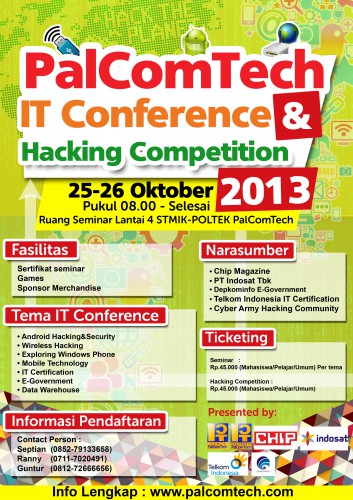 PalComTech
IT Conference &
Hacking Competition
25-26 Oktober 2013
Pukul 08.00 - Selesai
Ruang Seminar Lantai 4 STMIK-POLTEK PalComTech
Fasilitas
Sertifikat seminar
Games
Sponsor Merchandise
Tema IT Conference
• Android Hacking&Security
• Wireless Hacking
• Exploring Windows Phone
• Mobile Technology
• IT Certification
• E-Government
• Data Warehouse
Informasi Pendaftaran
Contact Person :
Septian (0852-79133658)
Ranny (0711-7020491)
Guntur (0812-72666656)
Narasumber
• Chip Magazine
• PT Indosat Tbk
• Depkominfo E-Government
• Telkom Indonesia IT Certification
• Cyber Army Hacking Community
Ticketing
Seminar :
Rp.45.000 (Mahasiswa/Pelajar/Umum) Per tema
Hacking Competition :
Rp.45.000 (Mahasiswa/Pelajar/Umum)
Presented by:
CHIP
indosat
Telkom
Indonesia
Info Lengkap : www.palcomtech.com